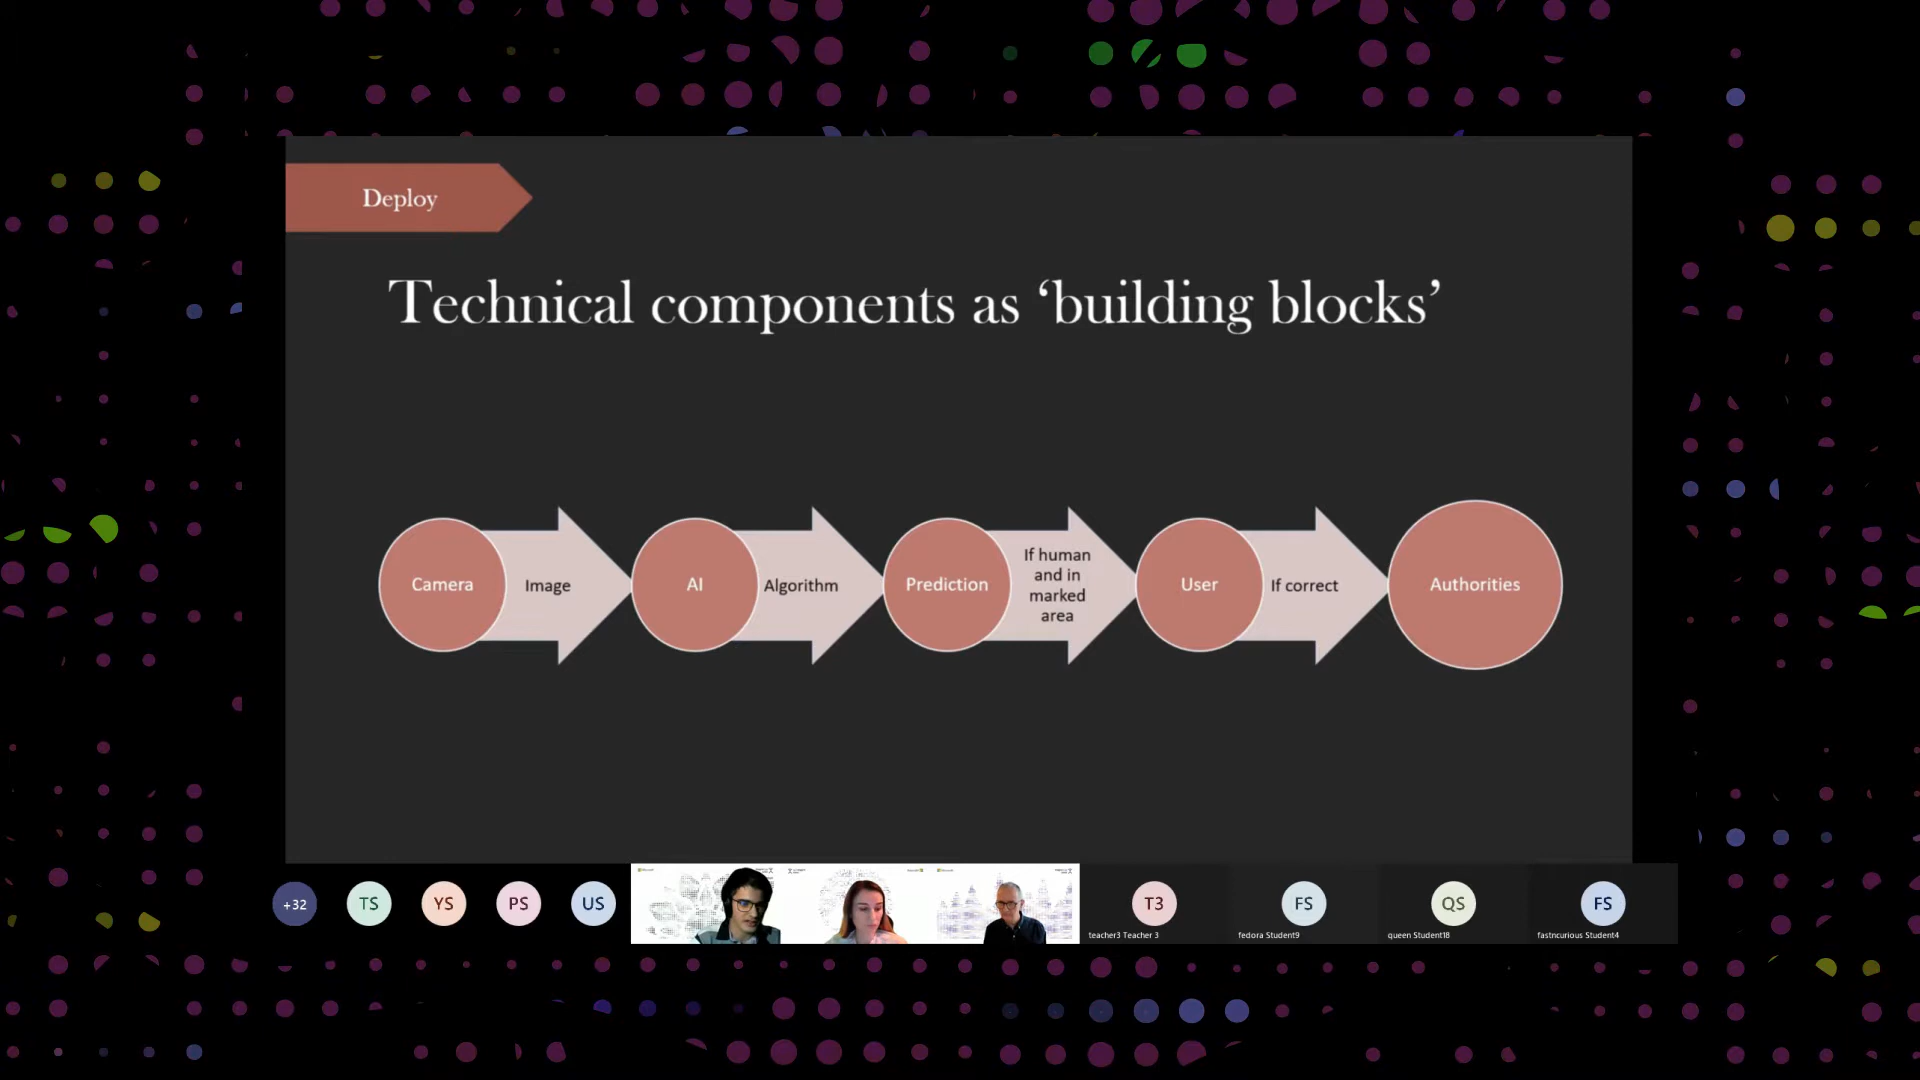 Deploy
Technical components as ‘building blocks’
Camera
Image
AI
Algorithm
Prediction
If human
and in
marked
area
User
If correct
Authorities
+32
TS
YS
PS
US
T3
teacher3 Teacher 3
FS
fedora Student9
QS
queen Student18
FS
fastncurious Student4